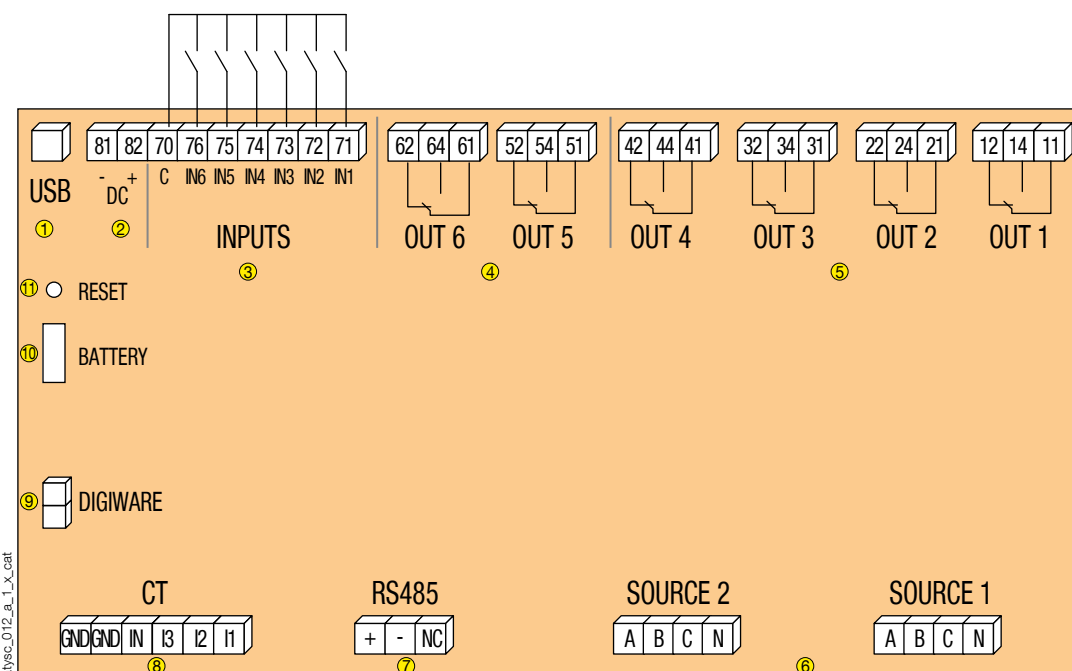 81 82 70 76 75 74 73 72 71 62 64 61 52 54 51 42 44 41 32 34 31 22 24 21 12 14 11
- + C IN6 IN5 IN4 IN3 IN2 IN1
USB DC
1 2 INPUTS OUT 6 OUT 5 OUT 4 OUT 3 OUT 2 OUT 1
3 4 5
11 RESET
10 BATTERY
9 DIGIWARE
CT RS485 SOURCE 2 SOURCE 1
GND GND IN I3 I2 I1 + - NC A B C N A B C N
8 7 6
tysc_012_a_1_x_cat